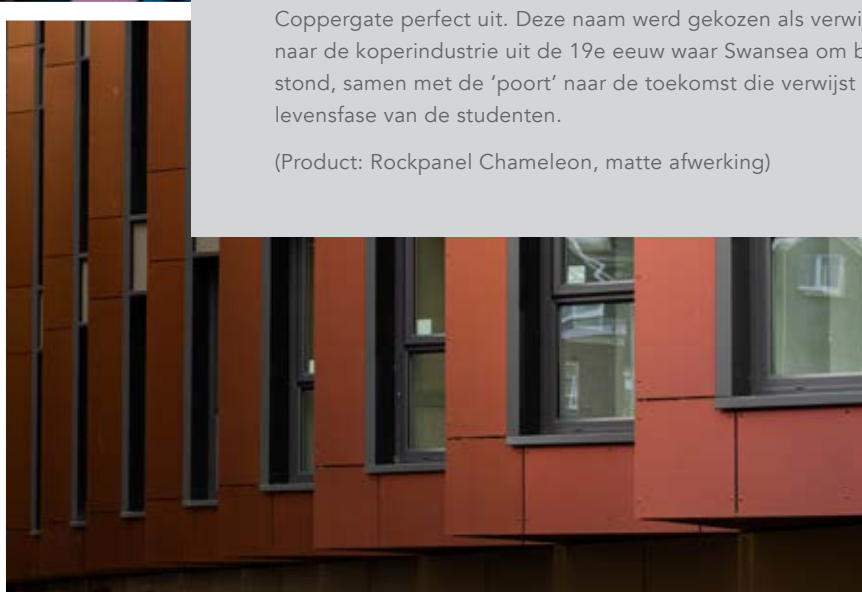 Coppergate perfect uit. Deze naam werd gekozen als
naar de koperindustrie uit de 19e eeuw waar Swansea om
stond, samen met de ‘poort’ naar de toekomst die verwijst
levensfase van de studenten.
(Product: Rockpanel Chameleon, matte afwerking)